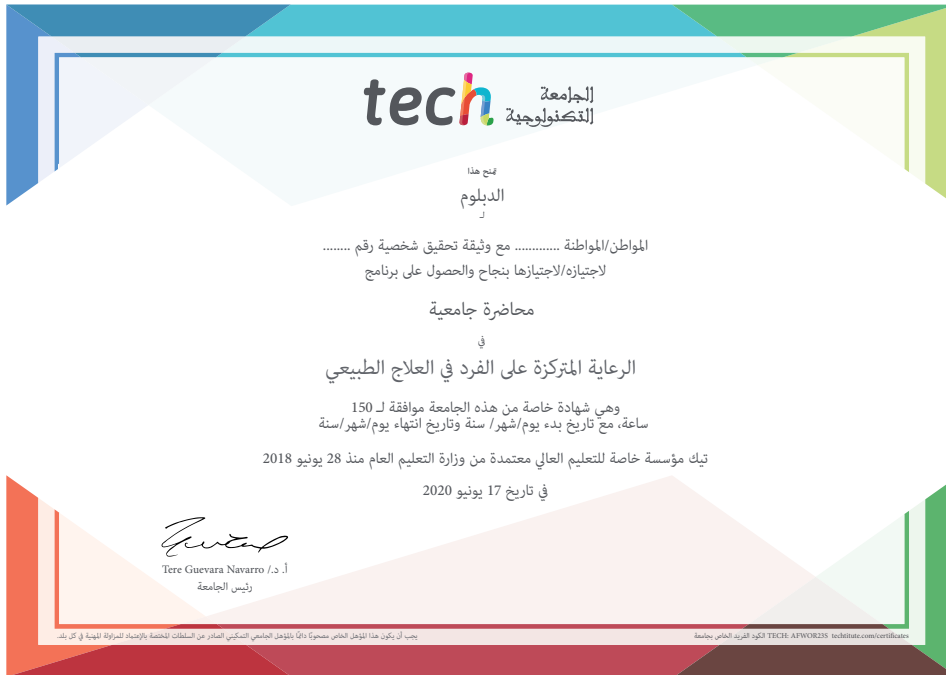 tech الجامعة
التكنولوجية
يمنح هذا
الدبلوم
لـ
المواطن/المواطنة ............ مع وثيقة تحقيق شخصية رقم ........
لاجتيازه/لاجتيازها بنجاح والحصول على برنامج
محاضرة جامعية
في
الرعاية المتركزة على الفرد في العلاج الطبيعي
وهي شهادة خاصة من هذه الجامعة موافقة لـ 150
ساعة، مع تاريخ بدء يوم/شهر/ سنة وتاريخ انتهاء يوم/شهر/سنة
تيك مؤسسة خاصة للتعليم العالي معتمدة من وزارة التعليم العام منذ 28 يونيو 2018
في تاريخ 17 يونيو 2020
أ. د./ Tere Guevara Navarro
رئيس الجامعة
يجب أن يكون هذا المؤهل الخاص مصحوبًا دائمًا بالمؤهل الجامعي التمكيني الصادر عن السلطات المختصة بالإعتماد للمزاولة المهنية في كل بلد.
الكود الفريد الخاص بجامعة TECH: AFWOR23S techtitute.com/certificates